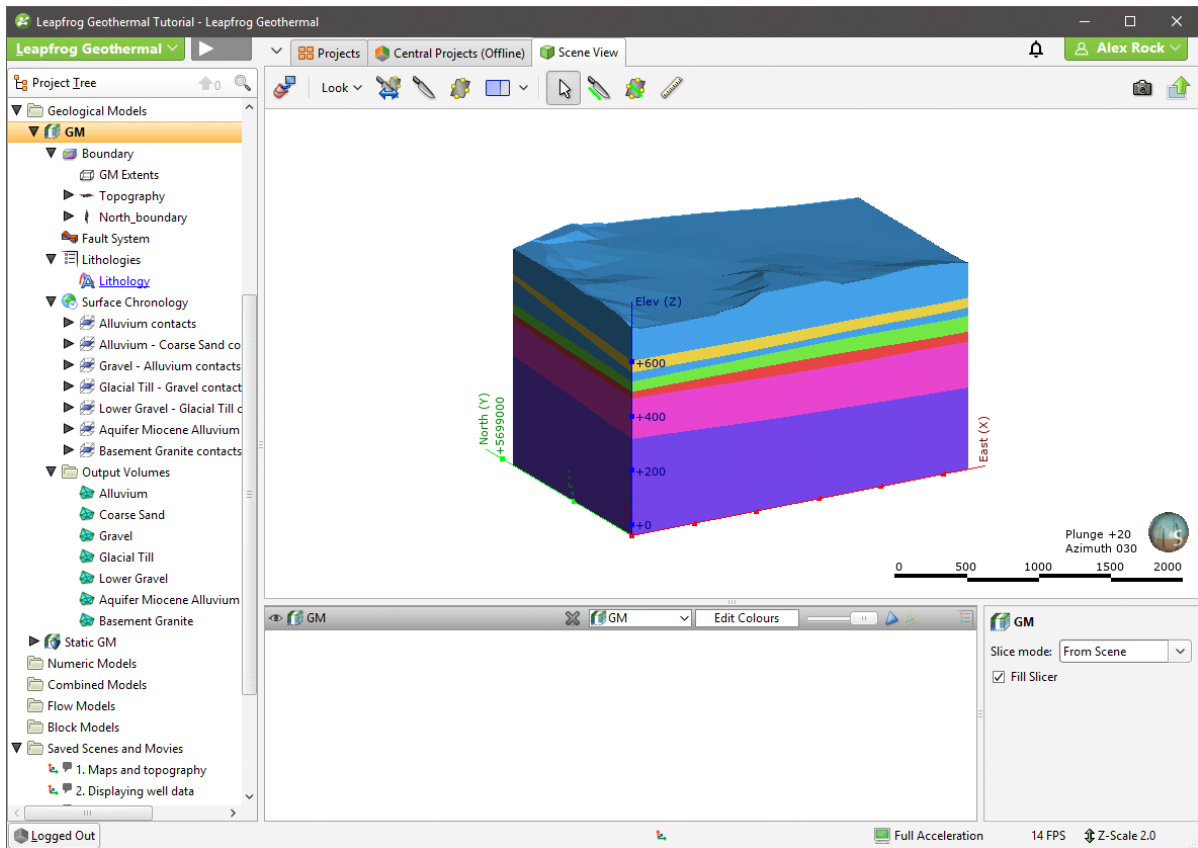 Leapfrog Geothermal Tutorial - Leapfrog Geothermal
Leapfrog Geothermal
Projects
Central Projects (Offline)
Scene View
Alex Rock
Project Tree
0
Look
Geological Models
GM
Boundary
GM Extents
Topography
North_boundary
Fault System
Lithologies
Lithology
Surface Chronology
Alluvium contacts
Alluvium - Coarse Sand co
Gravel - Alluvium contacts
Glacial Till - Gravel contact
Lower Gravel - Glacial Till c
Aquifer Miocene Alluvium
Basement Granite contacts
Output Volumes
Alluvium
Coarse Sand
Gravel
Glacial Till
Lower Gravel
Aquifer Miocene Alluvium
Basement Granite
Static GM
Numeric Models
Combined Models
Flow Models
Block Models
Saved Scenes and Movies
1. Maps and topography
2. Displaying well data
Elev (Z)
+600
+400
+200
+0
North (Y)
+5699000
East (X)
Plunge +20
Azimuth 030
0 500 1000 1500 2000
GM
GM
Edit Colours
GM
Slice mode: From Scene
Fill Slicer
Logged Out
Full Acceleration
14 FPS
Z-Scale 2.0